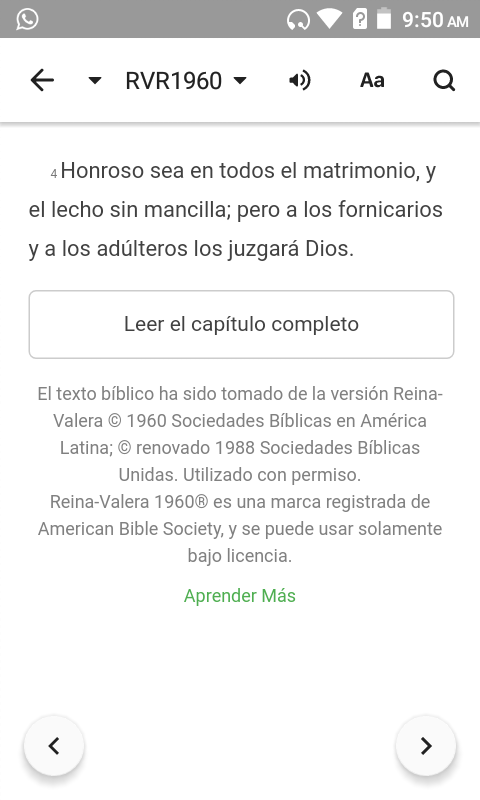 9:50 AM
RVR1960
Aa
4 Honroso sea en todos el matrimonio, y
el lecho sin mancilla; pero a los fornicarios
y a los adúlteros los juzgará Dios.
Leer el capítulo completo
El texto bíblico ha sido tomado de la versión Reina-
Valera © 1960 Sociedades Bíblicas en América
Latina; © renovado 1988 Sociedades Bíblicas
Unidas. Utilizado con permiso.
Reina-Valera 1960® es una marca registrada de
American Bible Society, y se puede usar solamente
bajo licencia.
Aprender Más